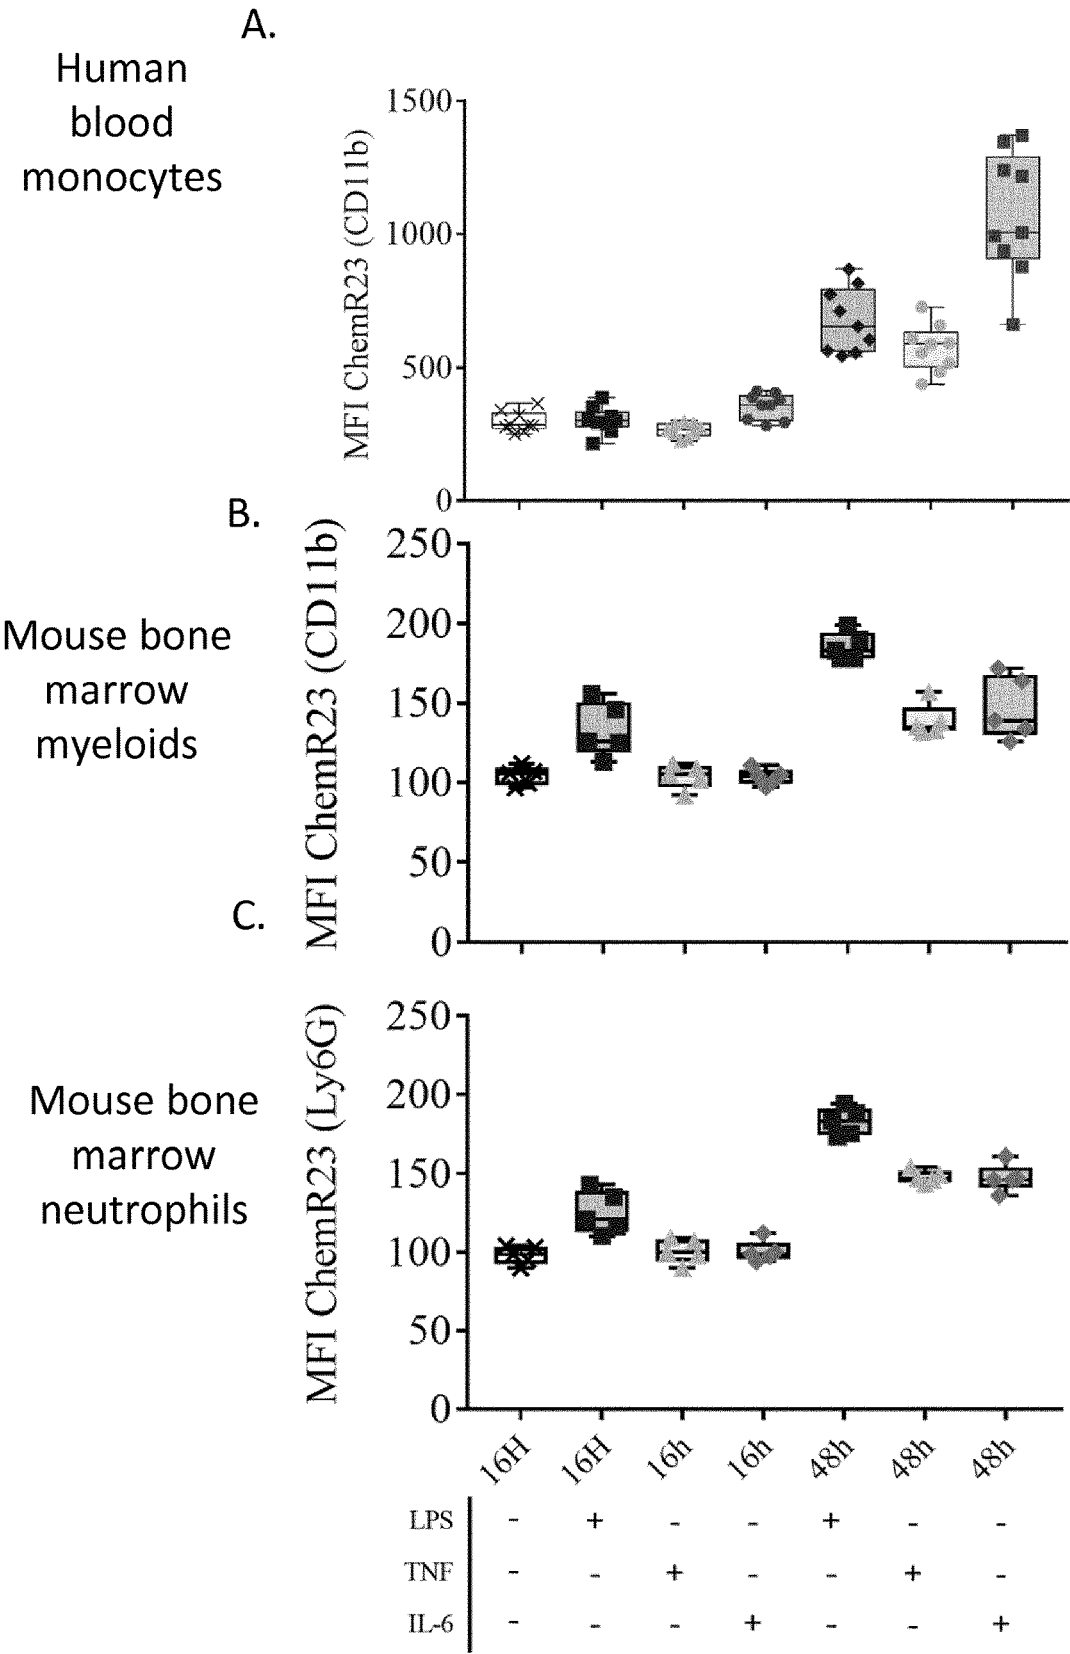 A.
Human
blood
monocytes
MFI ChemR23 (CD11b)
1500
1000
500
0
B.
Mouse bone
marrow
myeloids
MFI ChemR23 (CD11b)
250
200
150
100
50
0
C.
Mouse bone
marrow
neutrophils
MFI ChemR23 (Ly6G)
250
200
150
100
50
0
16H 16H 16h 16h 48h 48h 48h
LPS - + - - + - -
TNF - - + - - + -
IL-6 - - - + - - +